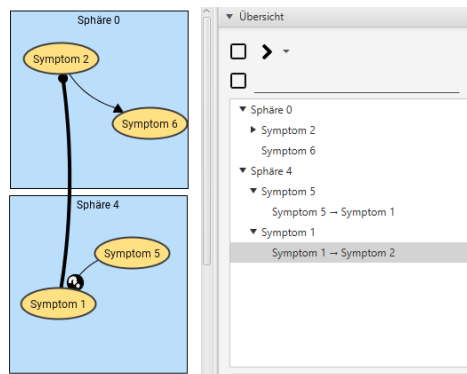 Sphäre 0
Symptom 2
Symptom 6
Sphäre 4
Symptom 5
Symptom 1
Übersicht
Sphäre 0
Symptom 2
Symptom 6
Sphäre 4
Symptom 5
Symptom 5 → Symptom 1
Symptom 1
Symptom 1 → Symptom 2